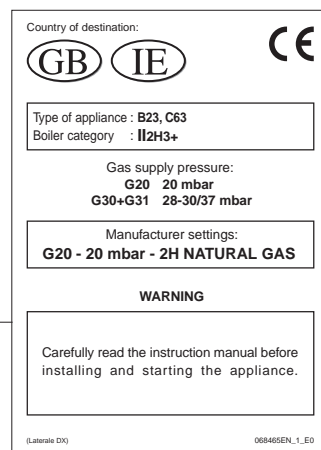 Country of destination:
GB IE CE
Type of appliance : B23, C63
Boiler category : II2H3+
Gas supply pressure:
G20 20 mbar
G30+G31 28-30/37 mbar
Manufacturer settings:
G20 - 20 mbar - 2H NATURAL GAS
WARNING
Carefully read the instruction manual before
installing and starting the appliance.
(Laterale DX) 068465EN_1_E0